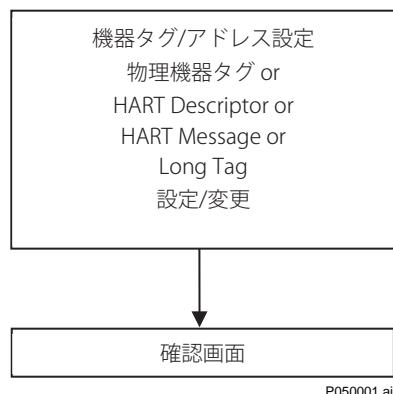 機器タグ/アドレス設定
物理機器タグ or
HART Descriptor or
HART Message or
Long Tag
設定/変更
確認画面
P050001.ai